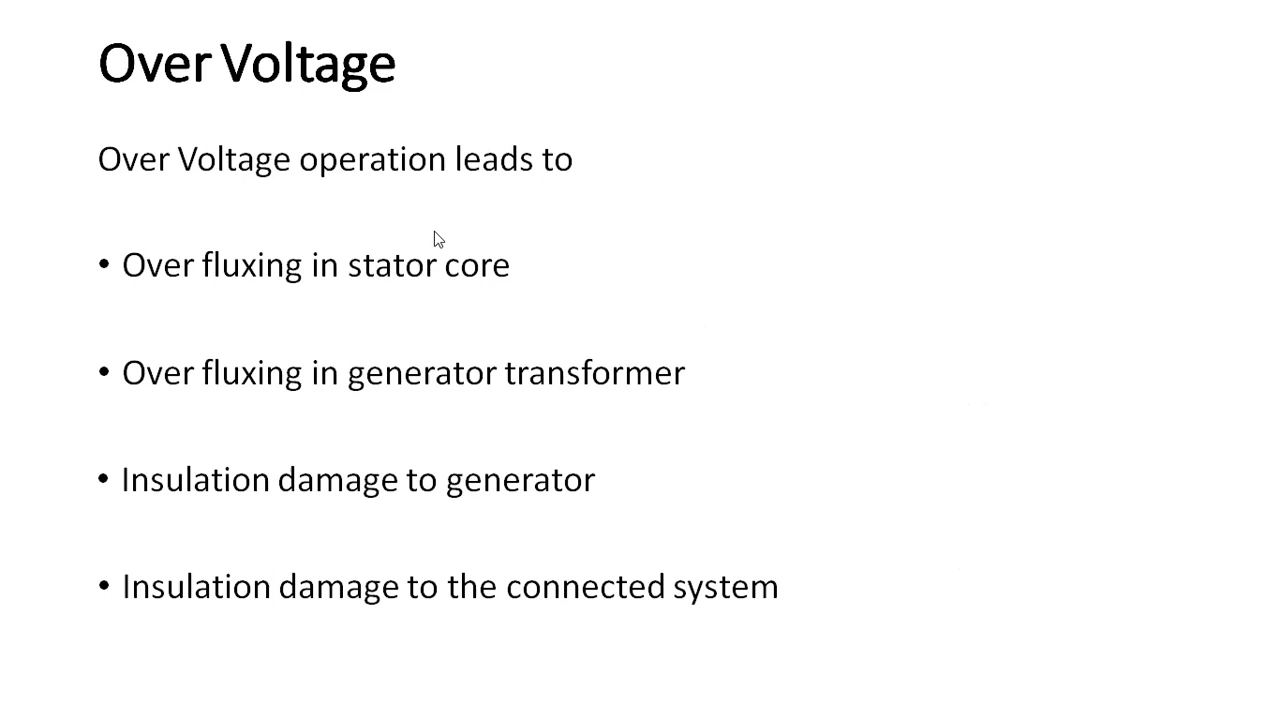 Over Voltage
Over Voltage operation leads to
• Over fluxing in stator core
• Over fluxing in generator transformer
• Insulation damage to generator
• Insulation damage to the connected system